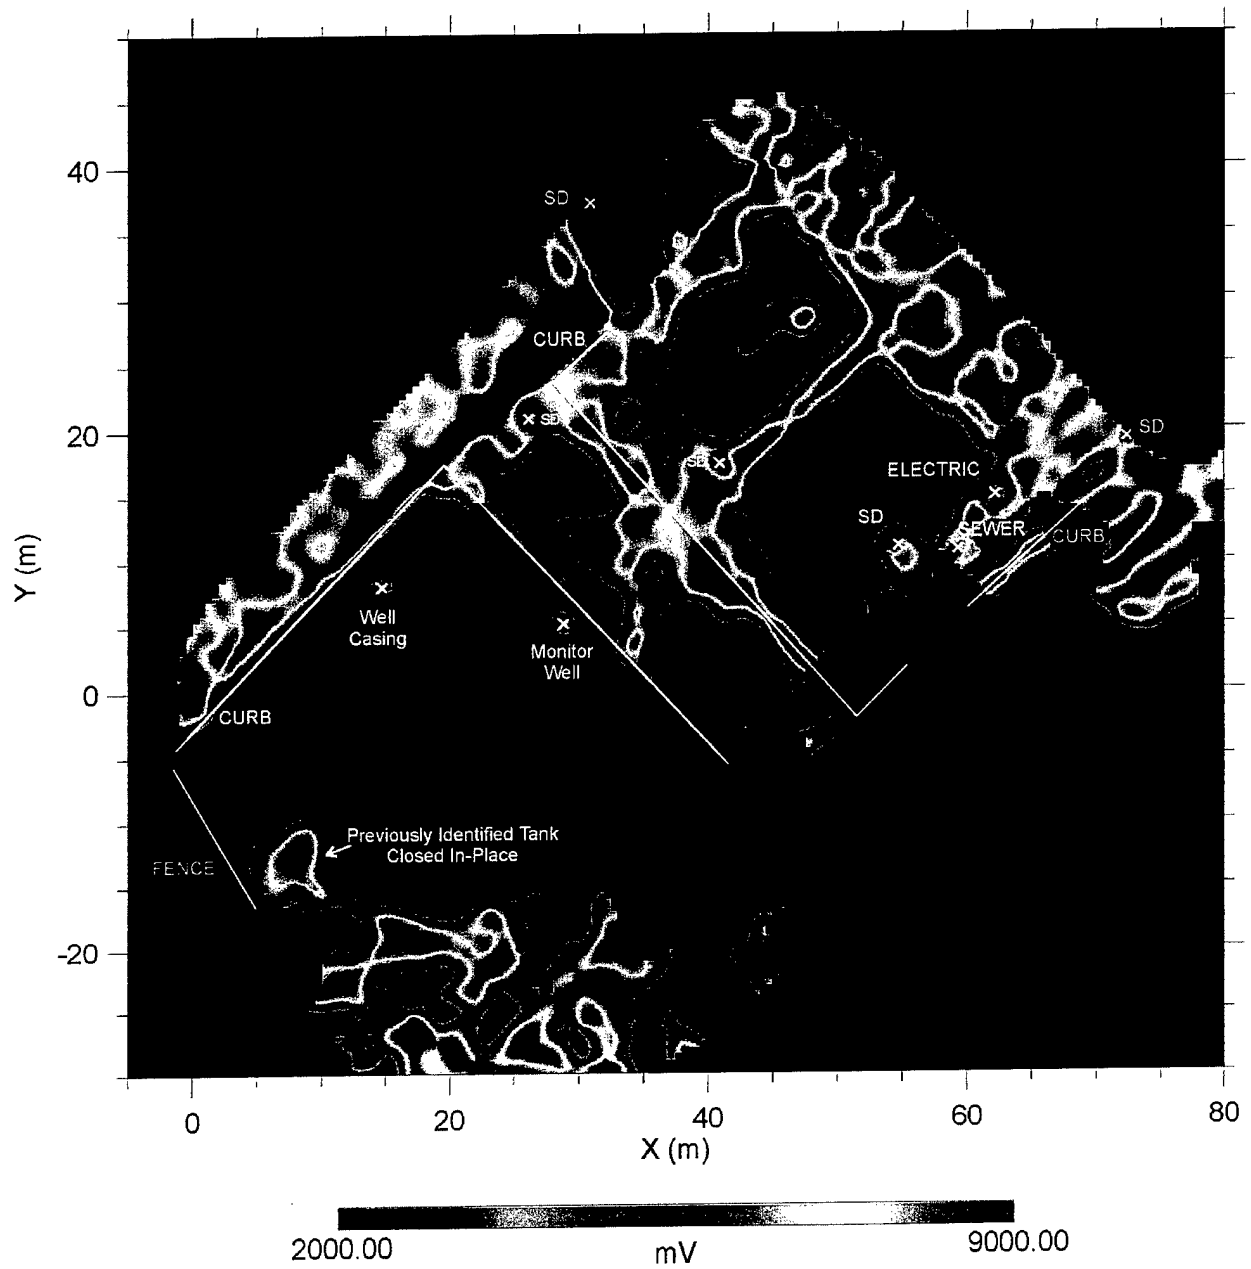 40
SD
CURB
SD
20
SD
SD
ELECTRIC
SD
SEWER
CURB
Y (m)
Well
Casing
Monitor
Well
0
CURB
Previously Identified Tank
Closed In-Place
FENCE
-20
0
20
40
60
80
X (m)
2000.00
mV
9000.00